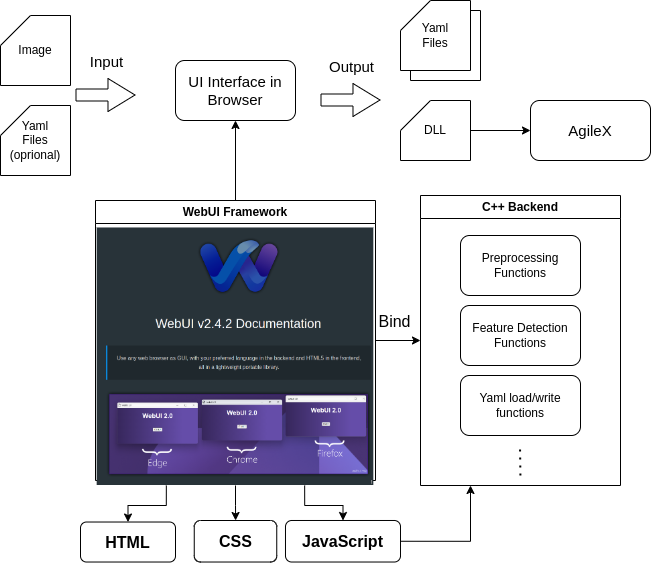 Image
Yaml
Files
(oprional)
Input
UI Interface in
Browser
Output
Yaml
Files
DLL
AgileX
WebUI Framework
WebUI v2.4.2 Documentation
Use any web browser as GUI, with your preferred language in the backend and HTML5 in the frontend,
all in a lightweight portable library.
WebUI 2.0
WebUI 2.0
WebUI 2.0
Edge
Chrome
Firefox
Bind
C++ Backend
Preprocessing
Functions
Feature Detection
Functions
Yaml load/write
functions
HTML
CSS
JavaScript